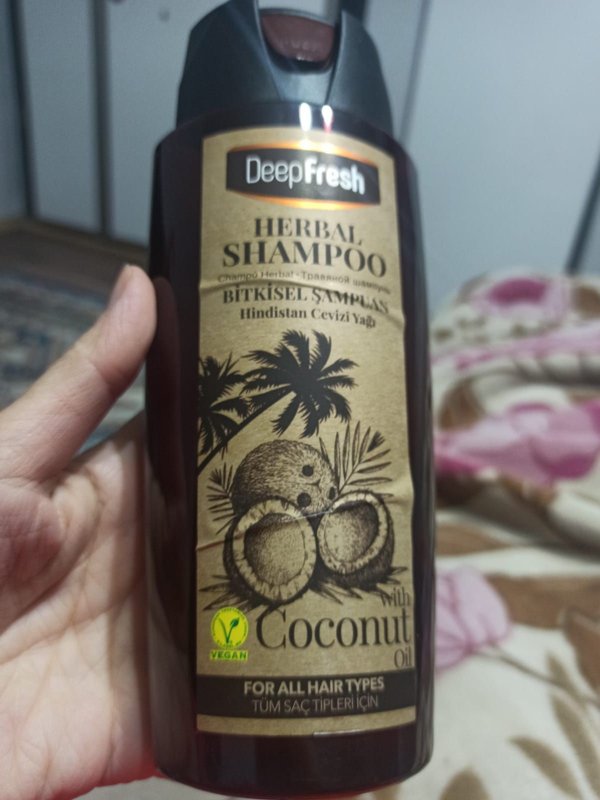 DeepFresh
HERBAL
SHAMPOO
Champú Herbal - Травяной шампунь
BİTKİSEL ŞAMPUAN
Hindistan Cevizi Yağı
with
Coconut
Oil
VEGAN
FOR ALL HAIR TYPES
TÜM SAÇ TİPLERİ İÇİN